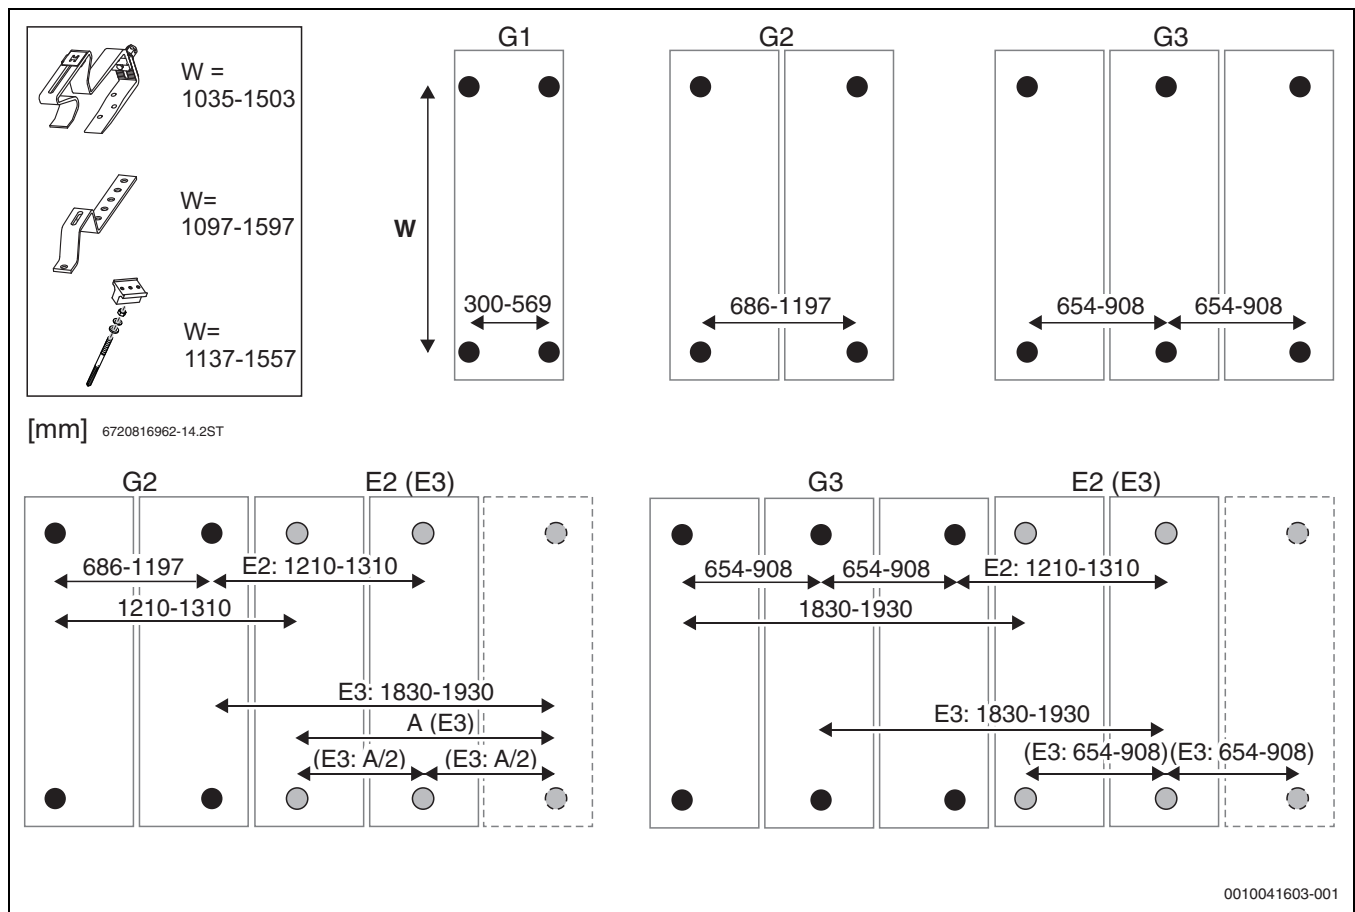 W =
1035-1503
W=
1097-1597
W=
1137-1557
G1
G2
G3
W
300-569
686-1197
654-908
654-908
[mm]
6720816962-14.2ST
G2
E2 (E3)
686-1197
E2: 1210-1310
1210-1310
E3: 1830-1930
A (E3)
(E3: A/2)
(E3: A/2)
G3
E2 (E3)
654-908
654-908
E2: 1210-1310
1830-1930
E3: 1830-1930
(E3: 654-908)
(E3: 654-908)
0010041603-001